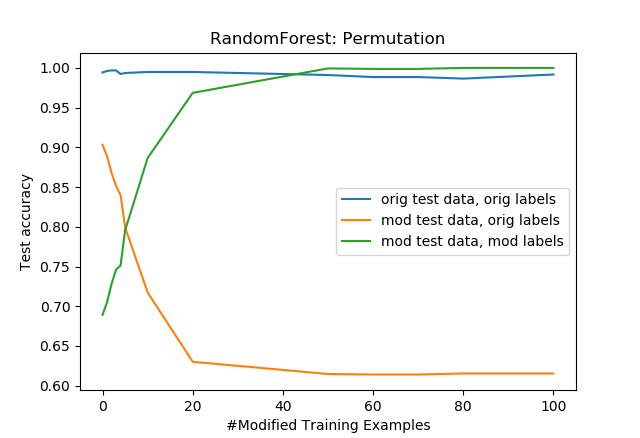 RandomForest: Permutation
1.00
0.95
0.90
0.85
0.80
0.75
0.70
0.65
0.60
Test accuracy
orig test data, orig labels
mod test data, orig labels
mod test data, mod labels
0 20 40 60 80 100
#Modified Training Examples